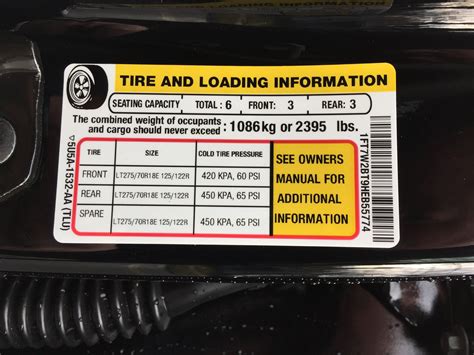 TIRE AND LOADING INFORMATION
SEATING CAPACITY TOTAL : 6 FRONT: 3 REAR: 3
The combined weight of occupants
and cargo should never exceed : 1086kg or 2395 lbs.
TIRE SIZE COLD TIRE PRESSURE
FRONT LT275/70R18E 125/122R 420 KPA, 60 PSI
REAR LT275/70R18E 125/122R 450 KPA, 65 PSI
SPARE LT275/70R18E 125/122R 450 KPA, 65 PSI
SEE OWNERS
MANUAL FOR
ADDITIONAL
INFORMATION
5U5A-1532-AA (TLU)
1FT7W2BT9HEB55774